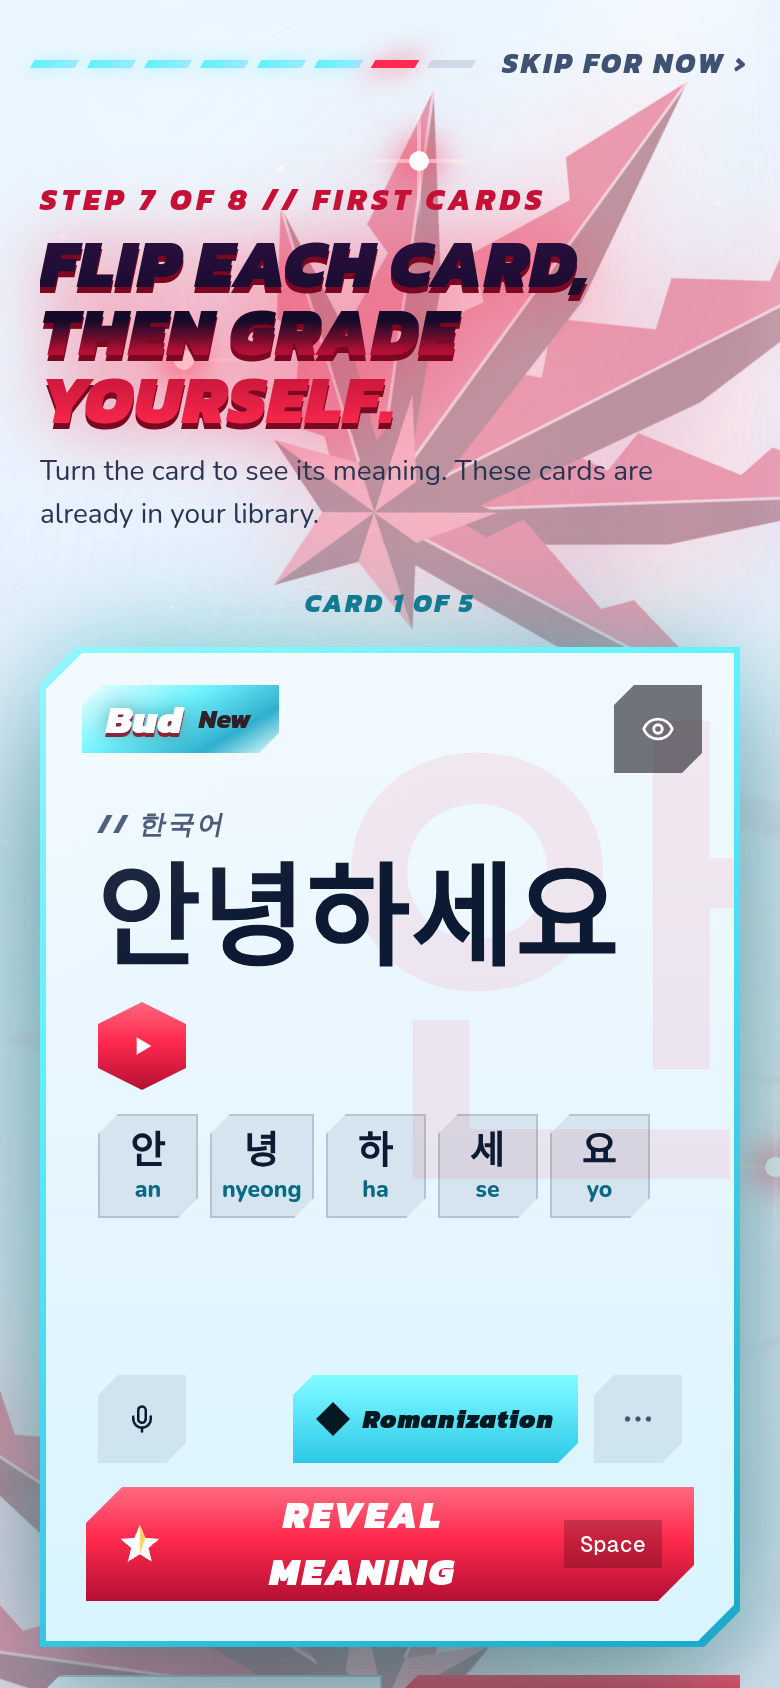 SKIP FOR NOW >
STEP 7 OF 8 // FIRST CARDS
FLIP EACH CARD,
THEN GRADE
YOURSELF.
Turn the card to see its meaning. These cards are
already in your library.
CARD 1 OF 5
Bud New
// 한국어
안녕하세요
안 녕 하 세 요
an nyeong ha se yo
Romanization
REVEAL
MEANING
Space